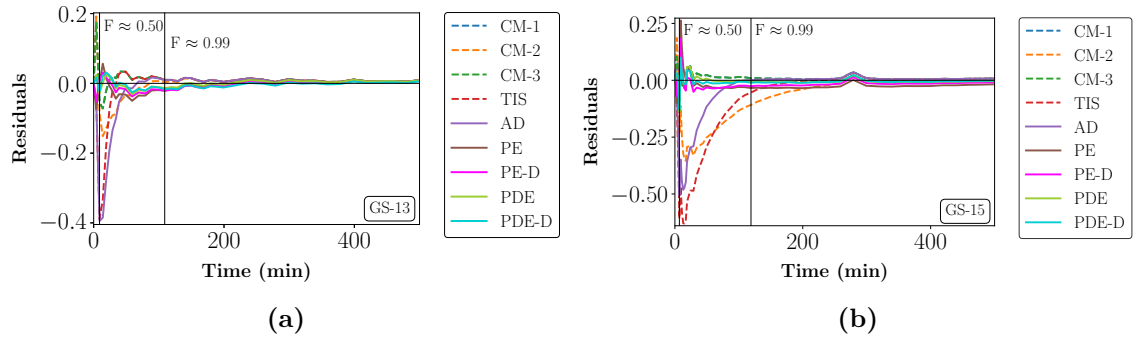 0.2
0.0
−0.2
−0.4
Residuals
F ≈ 0.50
F ≈ 0.99
GS-13
0
200
400
Time (min)
CM-1
CM-2
CM-3
TIS
AD
PE
PE-D
PDE
PDE-D
(a)
0.25
0.00
−0.25
−0.50
Residuals
F ≈ 0.50
F ≈ 0.99
GS-15
0
200
400
Time (min)
CM-1
CM-2
CM-3
TIS
AD
PE
PE-D
PDE
PDE-D
(b)